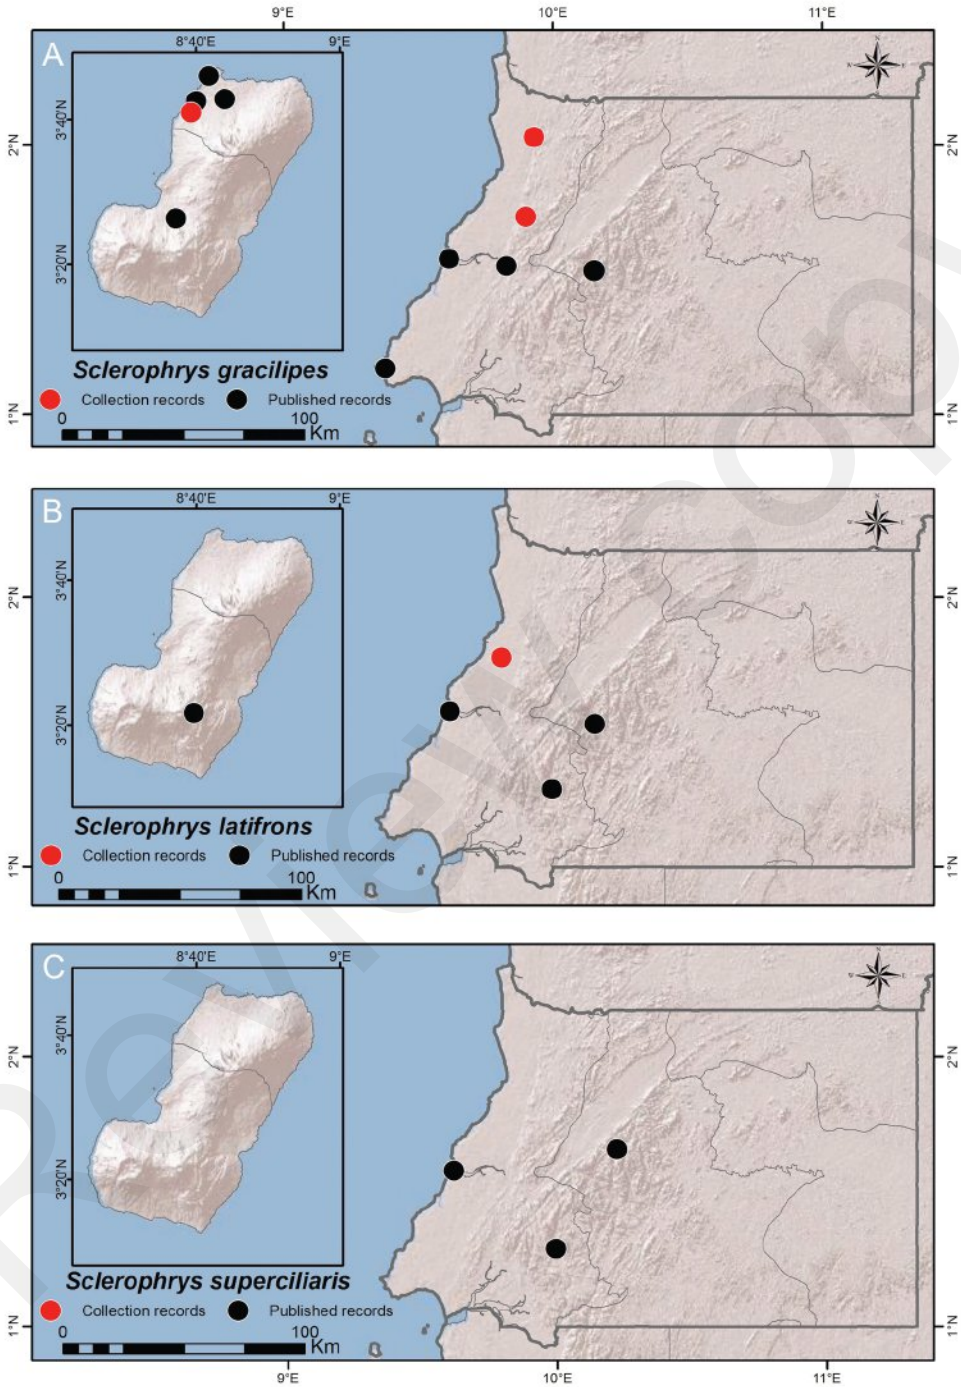 9°E 10°E 11°E
A
8°40'E 9°E
N
W E
S
3°40'N
3°20'N
2°N
2°N
1°N
1°N
Sclerophrys gracilipes
Collection records Published records
0 100
Km
B
8°40'E 9°E
N
W E
S
3°40'N
3°20'N
2°N
2°N
1°N
1°N
Sclerophrys latifrons
Collection records Published records
0 100
Km
C
8°40'E 9°E
N
W E
S
3°40'N
3°20'N
2°N
2°N
1°N
1°N
Sclerophrys superciliaris
Collection records Published records
0 100
Km
9°E 10°E 11°E
Review copy